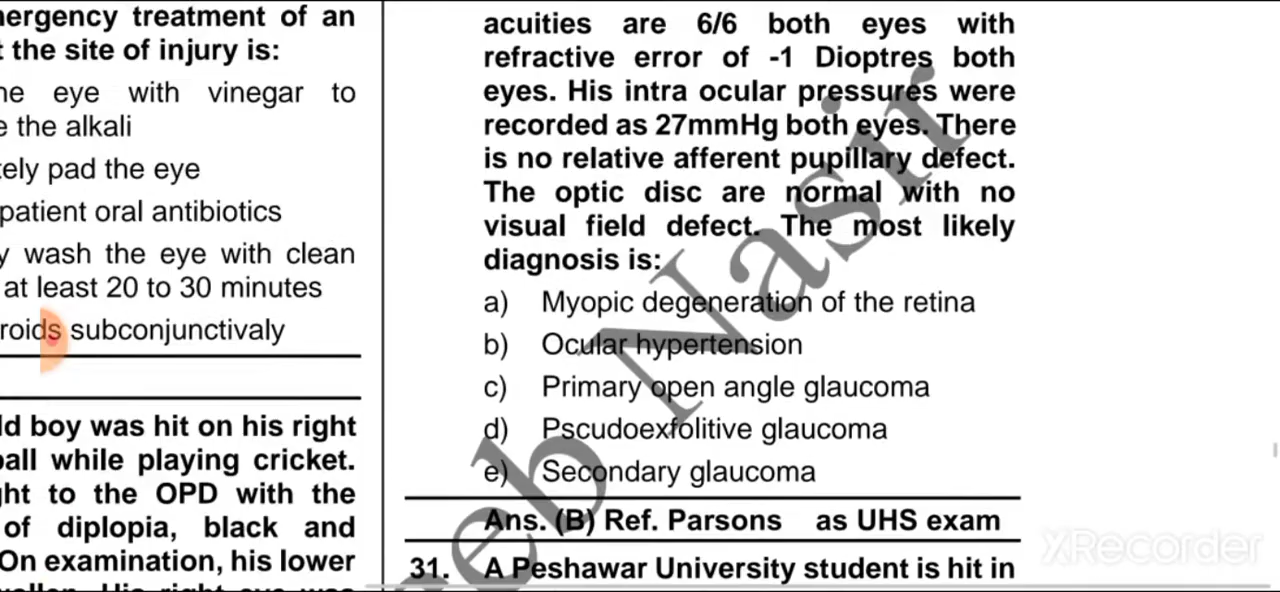 nergency treatment of an
t the site of injury is:
ne eye with vinegar to
e the alkali
tely pad the eye
patient oral antibiotics
y wash the eye with clean
at least 20 to 30 minutes
roids subconjunctivaly
ld boy was hit on his right
ball while playing cricket.
ght to the OPD with the
of diplopia, black and
On examination, his lower
acuities are 6/6 both eyes with
refractive error of -1 Dioptres both
eyes. His intra ocular pressures were
recorded as 27mmHg both eyes. There
is no relative afferent pupillary defect.
The optic disc are normal with no
visual field defect. The most likely
diagnosis is:
a) Myopic degeneration of the retina
b) Ocular hypertension
c) Primary open angle glaucoma
d) Pscudoexfolitive glaucoma
e) Secondary glaucoma
Ans. (B) Ref. Parsons as UHS exam
31. A Peshawar University student is hit in
eeb Nasir
XRecorder